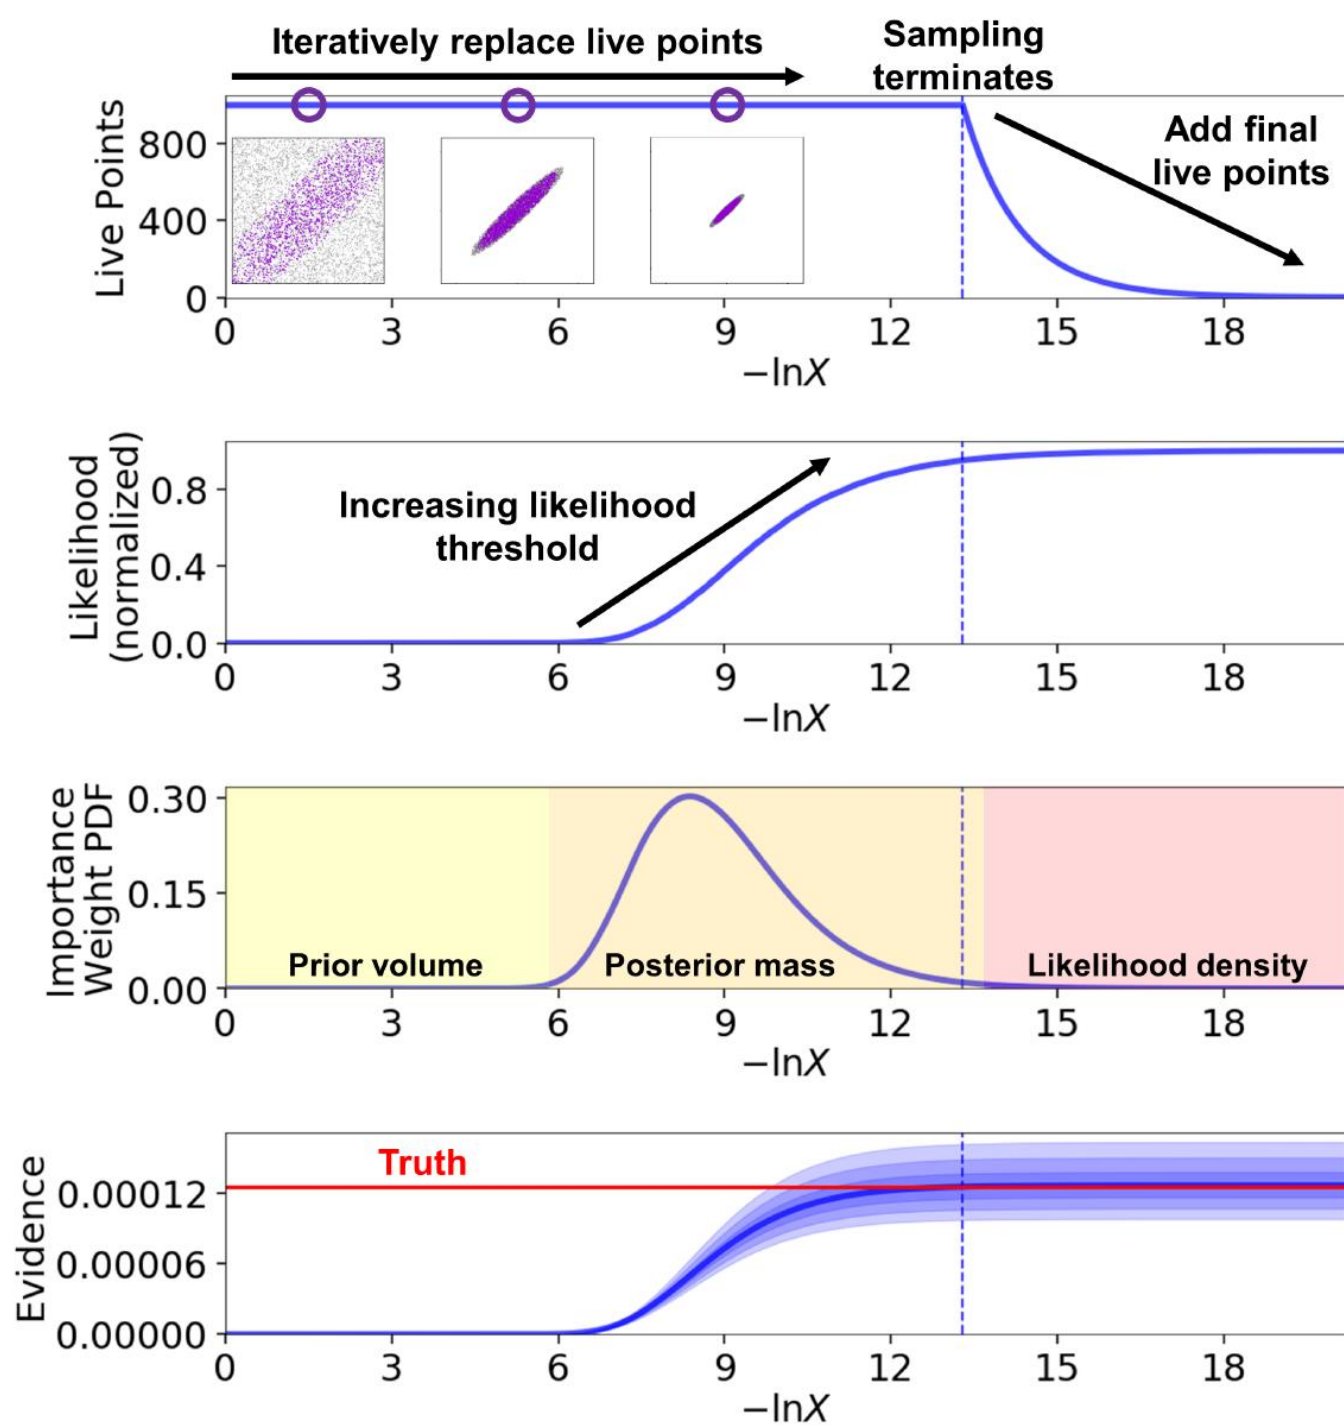 Iteratively replace live points
Sampling
terminates
Add final
live points
Live Points
800
400
0
0 3 6 9 12 15 18
−lnX
Increasing likelihood
threshold
Likelihood
(normalized)
0.8
0.4
0.0
0 3 6 9 12 15 18
−lnX
Importance
Weight PDF
0.30
0.15
0.00
Prior volume
Posterior mass
Likelihood density
0 3 6 9 12 15 18
−lnX
Truth
Evidence
0.00012
0.00006
0.00000
0 3 6 9 12 15 18
−lnX